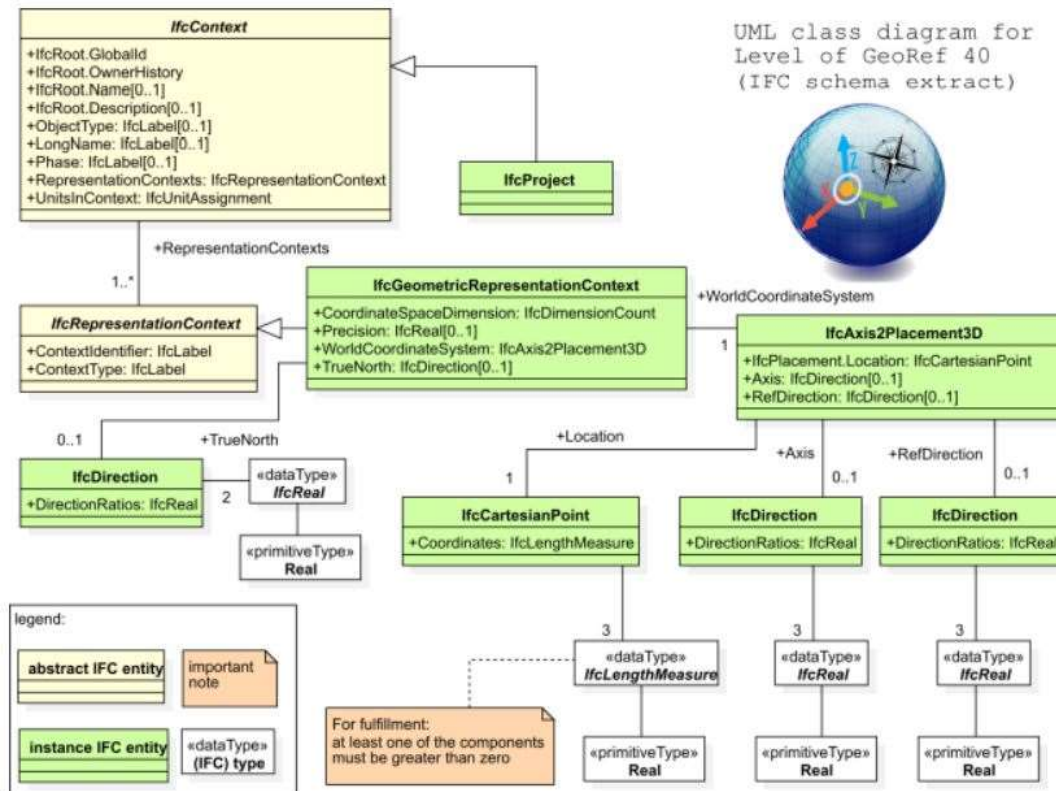 UML class diagram for
Level of GeoRef 40
(IFC schema extract)
IfcContext
+IfcRoot.GlobalId
+IfcRoot.OwnerHistory
+IfcRoot.Name[0..1]
+IfcRoot.Description[0..1]
+ObjectType: IfcLabel[0..1]
+LongName: IfcLabel[0..1]
+Phase: IfcLabel[0..1]
+RepresentationContexts: IfcRepresentationContext
+UnitsInContext: IfcUnitAssignment
IfcProject
Z
X
Y
+RepresentationContexts
1..*
IfcRepresentationContext
+ContextIdentifier: IfcLabel
+ContextType: IfcLabel
IfcGeometricRepresentationContext
+CoordinateSpaceDimension: IfcDimensionCount
+Precision: IfcReal[0..1]
+WorldCoordinateSystem: IfcAxis2Placement3D
+TrueNorth: IfcDirection[0..1]
+WorldCoordinateSystem
1
IfcAxis2Placement3D
+IfcPlacement.Location: IfcCartesianPoint
+Axis: IfcDirection[0..1]
+RefDirection: IfcDirection[0..1]
0..1
+TrueNorth
IfcDirection
+DirectionRatios: IfcReal
2
«dataType»
IfcReal
«primitiveType»
Real
+Location
1
+Axis
0..1
+RefDirection
0..1
IfcCartesianPoint
+Coordinates: IfcLengthMeasure
IfcDirection
+DirectionRatios: IfcReal
IfcDirection
+DirectionRatios: IfcReal
3
«dataType»
IfcLengthMeasure
3
«dataType»
IfcReal
3
«dataType»
IfcReal
«primitiveType»
Real
«primitiveType»
Real
«primitiveType»
Real
For fulfillment:
at least one of the components
must be greater than zero
legend:
abstract IFC entity
important
note
instance IFC entity
«dataType»
(IFC) type